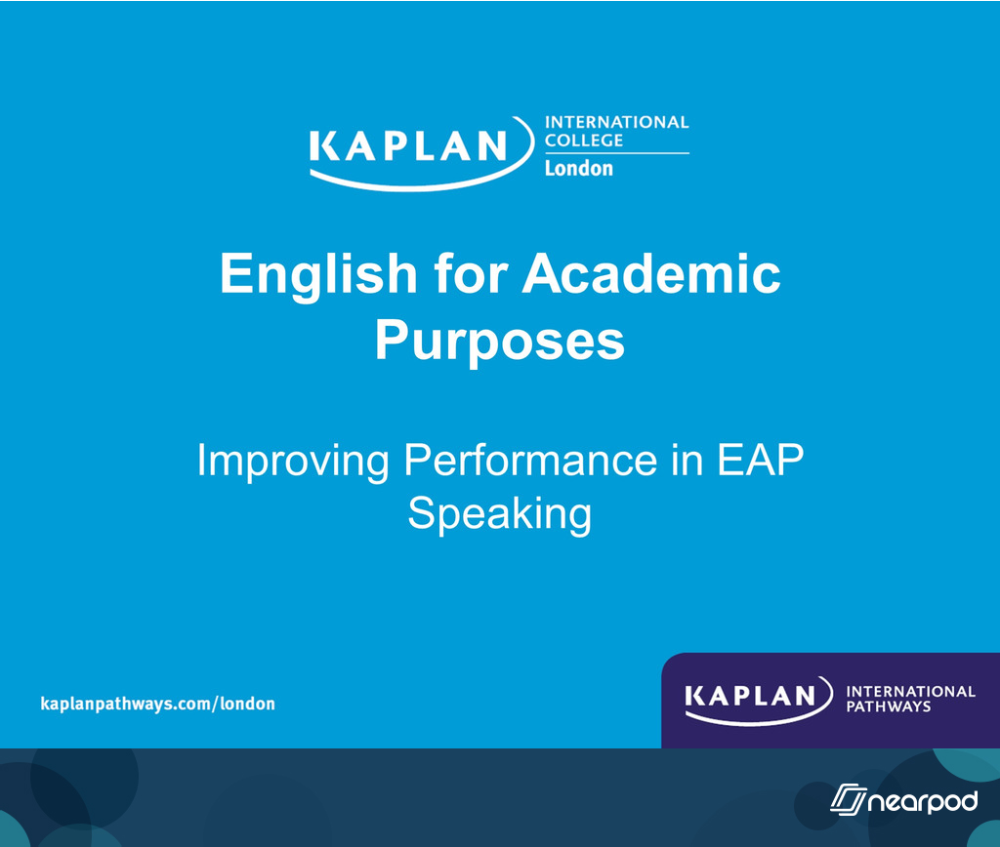 KAPLAN
INTERNATIONAL
COLLEGE
London
English for Academic
Purposes
Improving Performance in EAP
Speaking
kaplanpathways.com/london
KAPLAN
INTERNATIONAL
PATHWAYS
nearpod